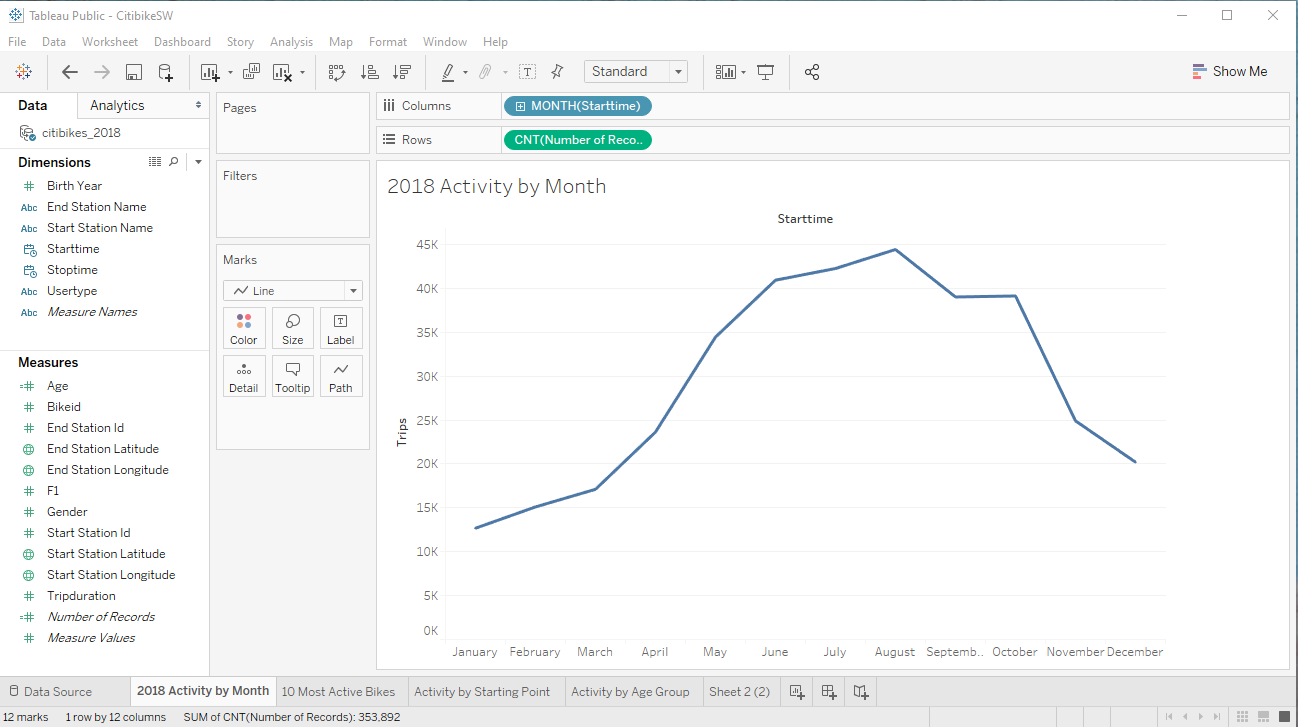 Tableau Public - CitibikeSW
File Data Worksheet Dashboard Story Analysis Map Format Window Help
Standard
Show Me
Data Analytics
citibikes_2018
Dimensions
Birth Year
Abc End Station Name
Abc Start Station Name
Starttime
Stoptime
Abc Usertype
Abc Measure Names
Measures
Age
Bikeid
End Station Id
End Station Latitude
End Station Longitude
F1
Gender
Start Station Id
Start Station Latitude
Start Station Longitude
Tripduration
Number of Records
Measure Values
Pages
Filters
Marks
Line
Color Size Label
Detail Tooltip Path
Columns MONTH(Starttime)
Rows CNT(Number of Reco..
2018 Activity by Month
Starttime
45K
40K
35K
30K
25K
20K
15K
10K
5K
0K
Trips
January February March April May June July August Septemb.. October November December
Data Source 2018 Activity by Month 10 Most Active Bikes Activity by Starting Point Activity by Age Group Sheet 2 (2)
12 marks 1 row by 12 columns SUM of CNT(Number of Records): 353,892